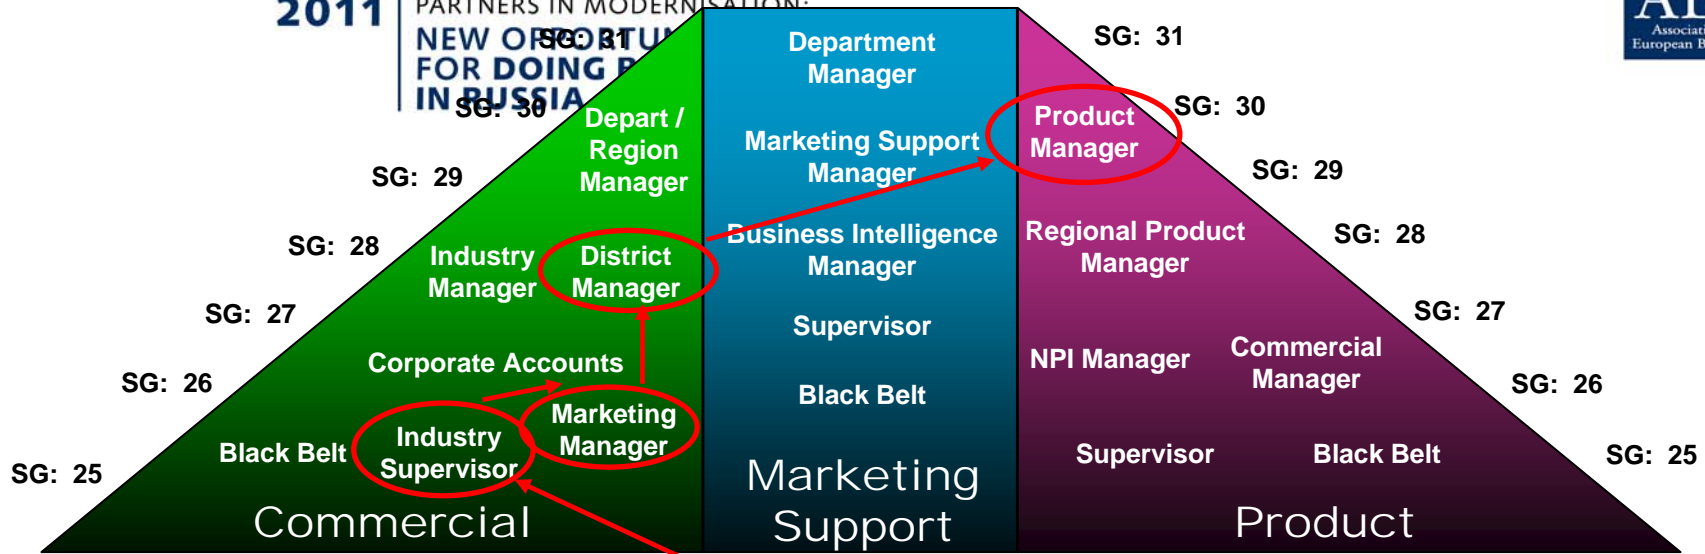 2011
PARTNERS IN MODERNISATION:
NEW OPPORTU
FOR DOING B
IN RUSSIA
Associati
European B
SG: 31
SG: 30
SG: 29
SG: 28
SG: 27
SG: 26
SG: 25
Depart /
Region
Manager
Industry
Manager
District
Manager
Corporate Accounts
Marketing
Manager
Black Belt
Industry
Supervisor
Commercial
Department
Manager
Marketing Support
Manager
Business Intelligence
Manager
Supervisor
Black Belt
Marketing
Support
Product
Manager
Regional Product
Manager
NPI Manager
Commercial
Manager
Supervisor
Black Belt
Product
SG: 31
SG: 30
SG: 29
SG: 28
SG: 27
SG: 26
SG: 25